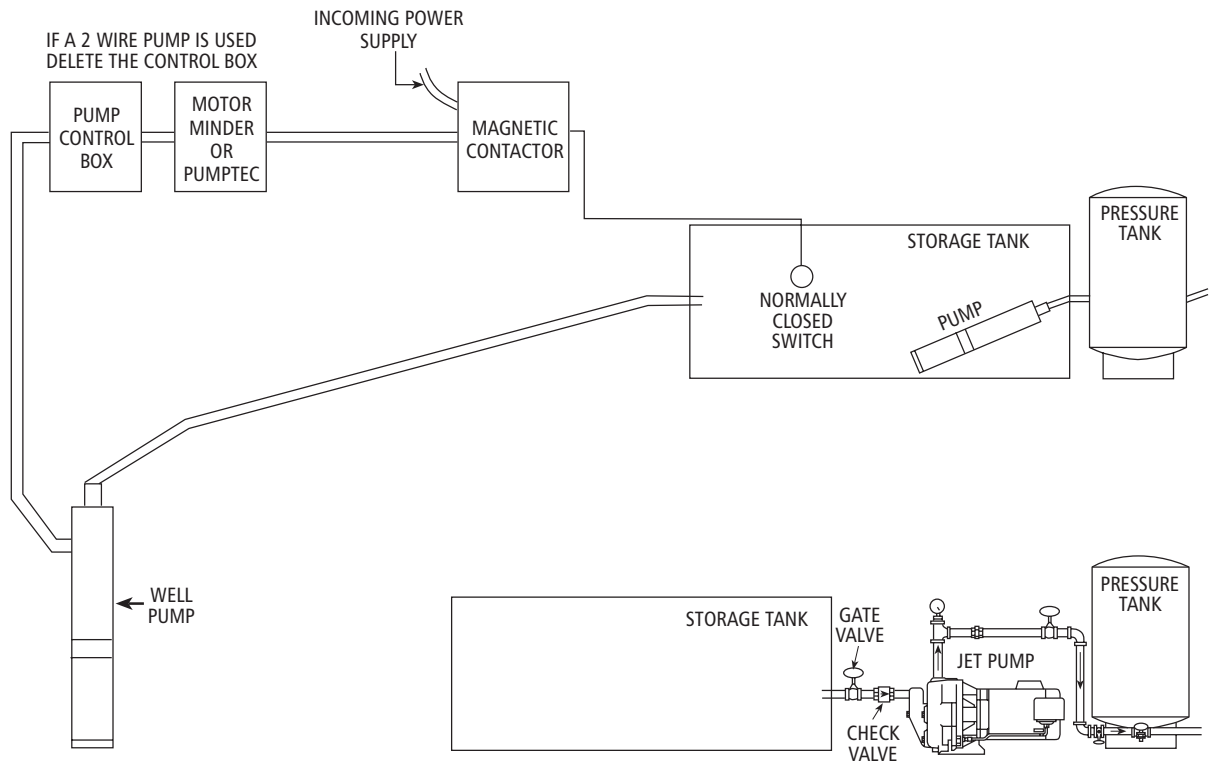 INCOMING POWER
SUPPLY
IF A 2 WIRE PUMP IS USED
DELETE THE CONTROL BOX
PUMP
CONTROL
BOX
MOTOR
MINDER
OR
PUMPTEC
MAGNETIC
CONTACTOR
STORAGE TANK
NORMALLY
CLOSED
SWITCH
PUMP
PRESSURE
TANK
WELL
PUMP
STORAGE TANK
GATE
VALVE
CHECK
VALVE
JET PUMP
PRESSURE
TANK